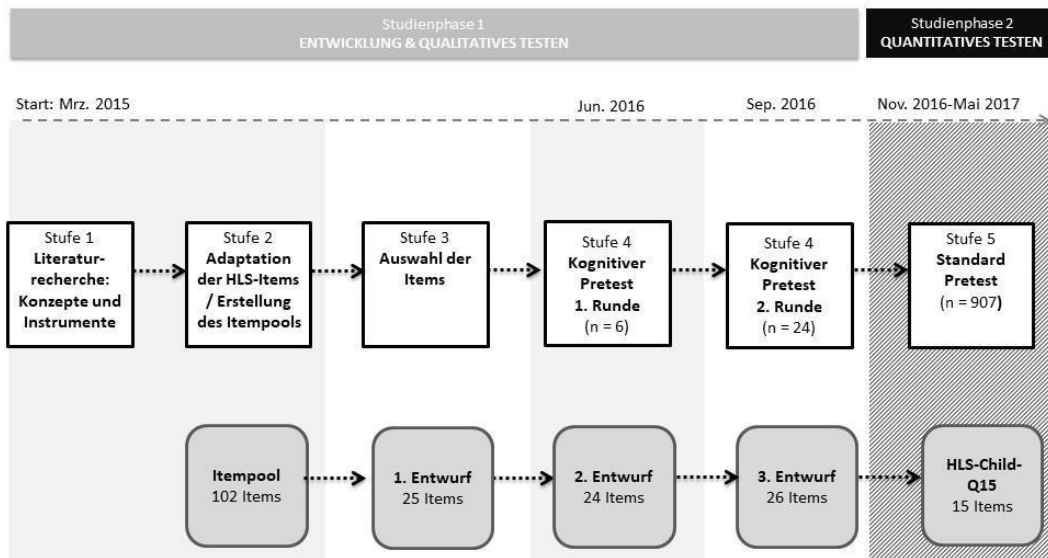 Studienphase 1
ENTWICKLUNG & QUALITATIVES TESTEN
Studienphase 2
QUANTITATIVES TESTEN
Start: Mrz. 2015
Jun. 2016
Sep. 2016
Nov. 2016-Mai 2017
Stufe 1
Literatur-
recherche:
Konzepte und
Instrumente
Stufe 2
Adaptation
der HLS-Items
/ Erstellung
des Itempools
Stufe 3
Auswahl der
Items
Stufe 4
Kognitiver
Pretest
1. Runde
(n = 6)
Stufe 4
Kognitiver
Pretest
2. Runde
(n = 24)
Stufe 5
Standard
Pretest
(n = 907)
Itempool
102 Items
1. Entwurf
25 Items
2. Entwurf
24 Items
3. Entwurf
26 Items
HLS-Child-
Q15
15 Items